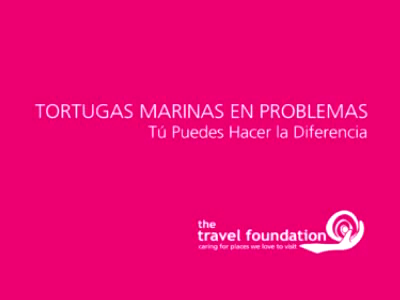 TORTUGAS MARINAS EN PROBLEMAS
Tú Puedes Hacer la Diferencia
the
travel foundation
caring for places we love to visit